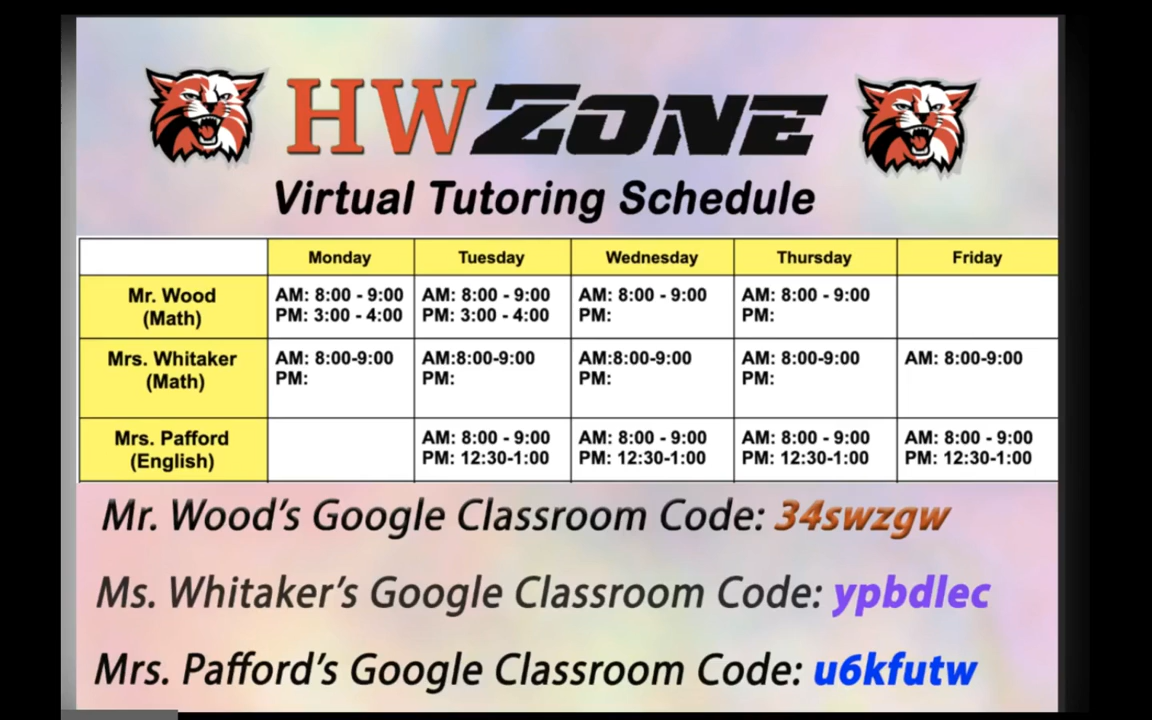 HW ZONE
Virtual Tutoring Schedule
Monday Tuesday Wednesday Thursday Friday
Mr. Wood
(Math)
AM: 8:00 - 9:00
PM: 3:00 - 4:00
AM: 8:00 - 9:00
PM: 3:00 - 4:00
AM: 8:00 - 9:00
PM:
AM: 8:00 - 9:00
PM:
Mrs. Whitaker
(Math)
AM: 8:00-9:00
PM:
AM:8:00-9:00
PM:
AM:8:00-9:00
PM:
AM: 8:00-9:00
PM:
AM: 8:00-9:00
Mrs. Pafford
(English)
AM: 8:00 - 9:00
PM: 12:30-1:00
AM: 8:00 - 9:00
PM: 12:30-1:00
AM: 8:00 - 9:00
PM: 12:30-1:00
AM: 8:00 - 9:00
PM: 12:30-1:00
Mr. Wood's Google Classroom Code: 34swzgw
Ms. Whitaker's Google Classroom Code: ypbdlec
Mrs. Pafford's Google Classroom Code: u6kfutw